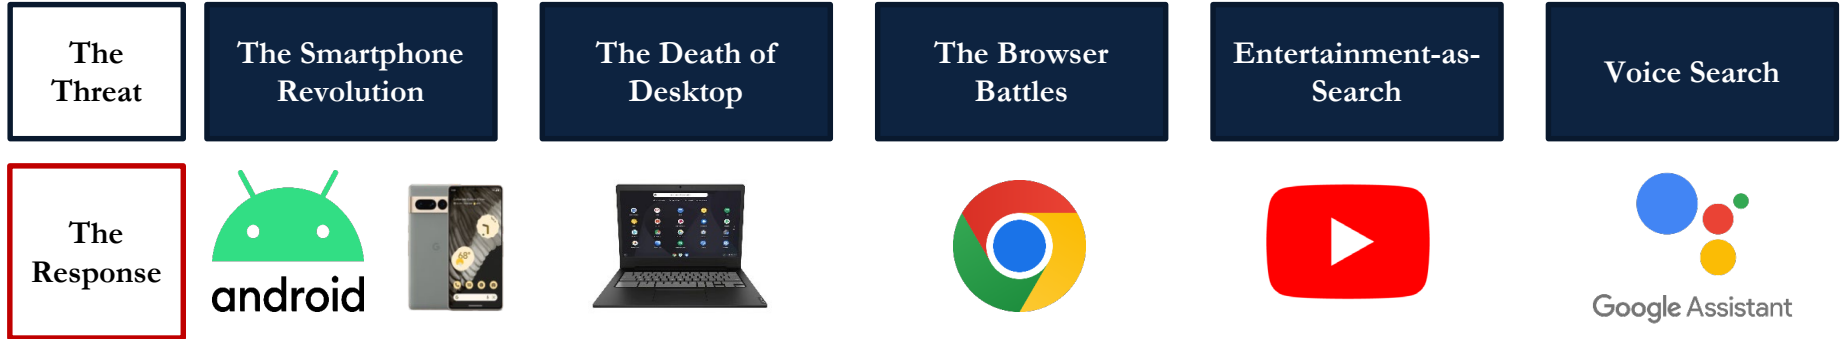 The
Threat
The Smartphone
Revolution
The Death of
Desktop
The Browser
Battles
Entertainment-as-
Search
Voice Search
The
Response
android
68°
Google Assistant